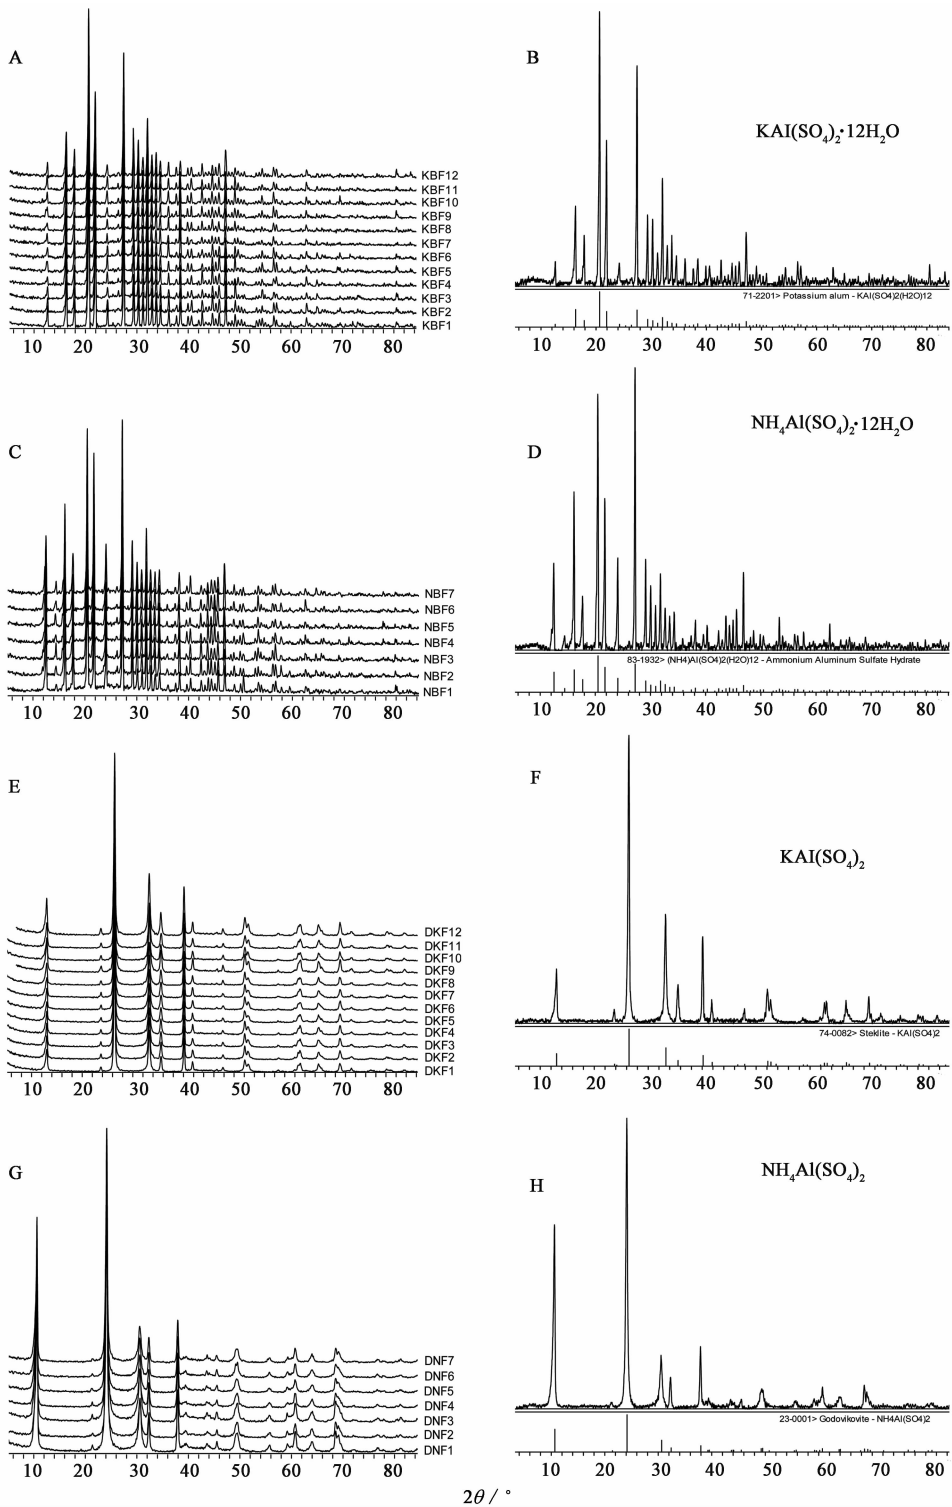 A
KBF12
KBF11
KBF10
KBF9
KBF8
KBF7
KBF6
KBF5
KBF4
KBF3
KBF2
KBF1
10 20 30 40 50 60 70 80
B
KAl(SO4)2·12H2O
71-2201> Potassium alum - KAl(SO4)2(H2O)12
10 20 30 40 50 60 70 80
C
NBF7
NBF6
NBF5
NBF4
NBF3
NBF2
NBF1
10 20 30 40 50 60 70 80
D
NH4Al(SO4)2·12H2O
83-1932> (NH4)Al(SO4)2(H2O)12 - Ammonium Aluminum Sulfate Hydrate
10 20 30 40 50 60 70 80
E
DKF12
DKF11
DKF10
DKF9
DKF8
DKF7
DKF6
DKF5
DKF4
DKF3
DKF2
DKF1
10 20 30 40 50 60 70 80
F
KAl(SO4)2
74-0082> Steklite - KAl(SO4)2
10 20 30 40 50 60 70 80
G
DNF7
DNF6
DNF5
DNF4
DNF3
DNF2
DNF1
10 20 30 40 50 60 70 80
H
NH4Al(SO4)2
23-0001> Godovikovite - NH4Al(SO4)2
10 20 30 40 50 60 70 80
2θ / °